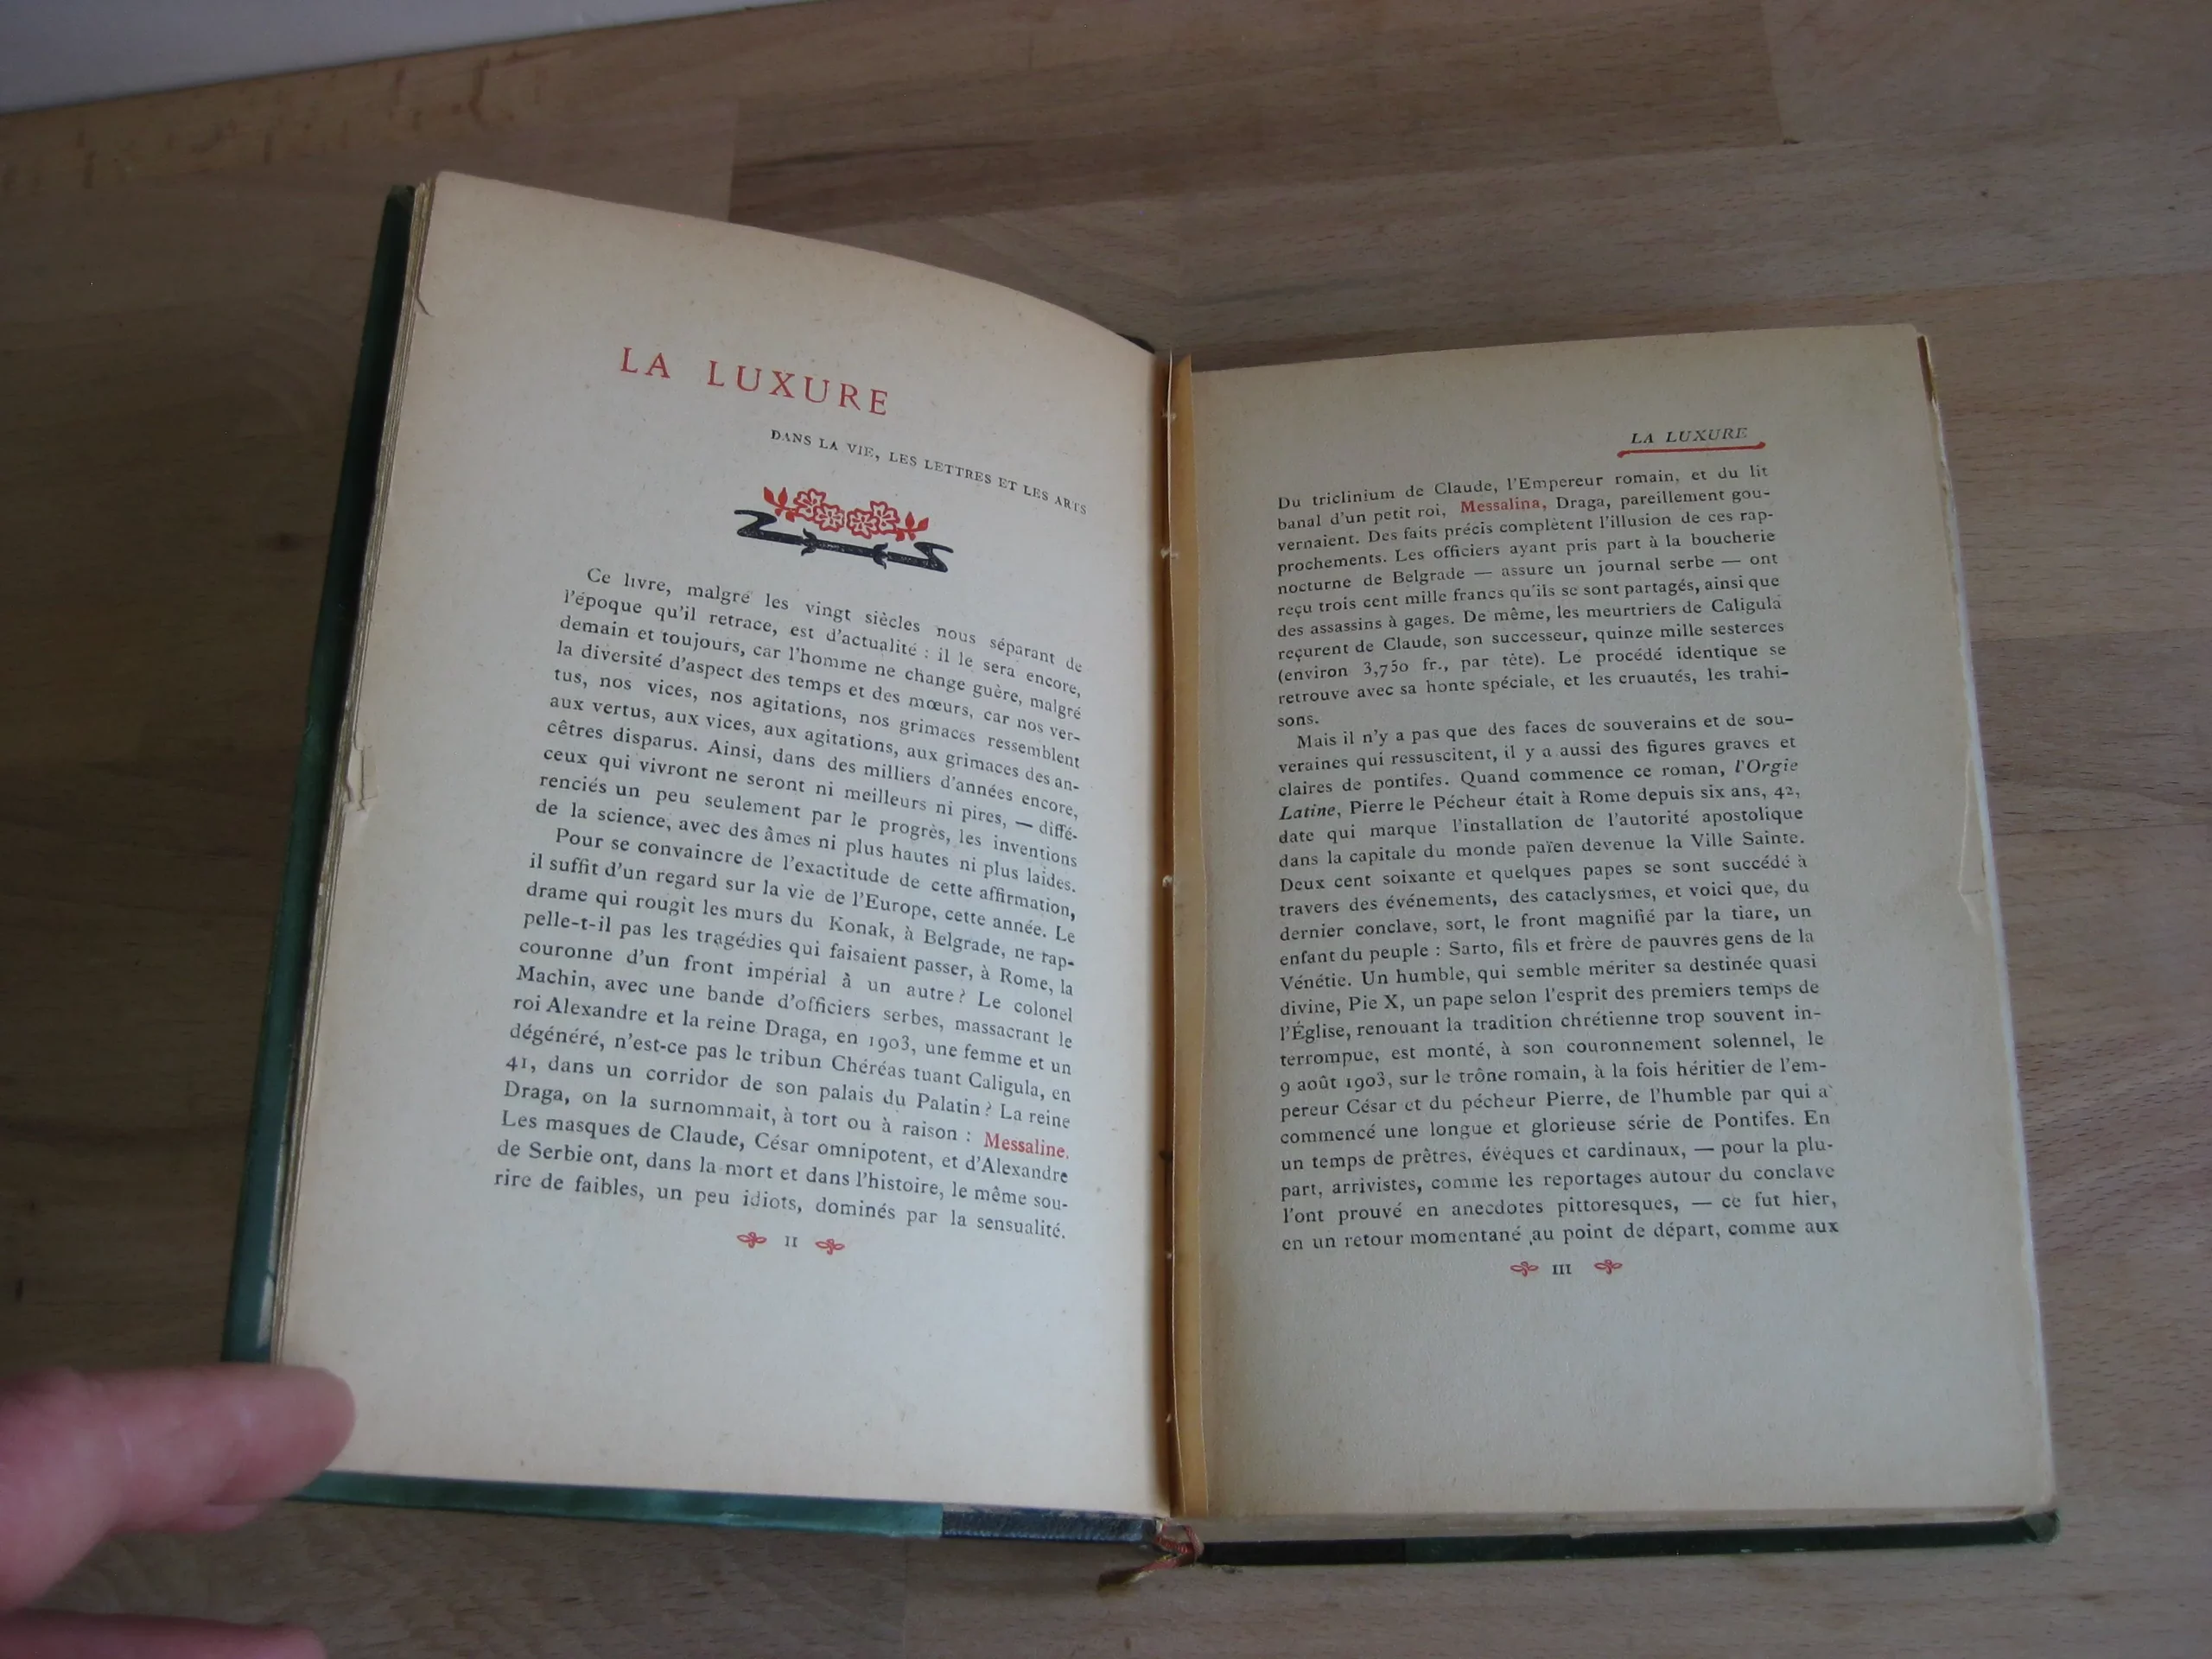 LA LUXURE
DANS LA VIE, LES LETTRES ET LES ARTS
Ce livre, malgré les vingt siècles nous séparant de
l'époque qu'il retrace, est d'actualité : il le sera encore,
demain et toujours, car l'homme ne change guère, malgré
la diversité d'aspect des temps et des mœurs, car nos ver-
tus, nos vices, nos agitations, nos grimaces ressemblent
aux vertus, aux vices, aux agitations, aux grimaces des an-
cêtres disparus. Ainsi, dans des milliers d'années encore,
ceux qui vivront ne seront ni meilleurs ni pires, — diffé-
renciés un peu seulement par le progrès, les inventions
de la science, avec des âmes ni plus hautes ni plus laides.
Pour se convaincre de l'exactitude de cette affirmation,
il suffit d'un regard sur la vie de l'Europe, cette année. Le
drame qui rougit les murs du Konak, à Belgrade, ne rap-
pelle-t-il pas les tragédies qui faisaient passer, à Rome, la
couronne d'un front impérial à un autre ? Le colonel
Machin, avec une bande d'officiers serbes, massacrant le
roi Alexandre et la reine Draga, en 1903, une femme et un
dégénéré, n'est-ce pas le tribun Chéréas tuant Caligula, en
41, dans un corridor de son palais du Palatin ? La reine
Draga, on la surnommait, à tort ou à raison : Messaline.
Les masques de Claude, César omnipotent, et d'Alexandre
de Serbie ont, dans la mort et dans l'histoire, le même sou-
rire de faibles, un peu idiots, dominés par la sensualité.
II
LA LUXURE
Du triclinium de Claude, l'Empereur romain, et du lit
banal d'un petit roi, Messalina, Draga, pareillement gou-
vernaient. Des faits précis complètent l'illusion de ces rap-
prochements. Les officiers ayant pris part à la boucherie
nocturne de Belgrade — assure un journal serbe — ont
reçu trois cent mille francs qu'ils se sont partagés, ainsi que
des assassins à gages. De même, les meurtriers de Caligula
reçurent de Claude, son successeur, quinze mille sesterces
(environ 3,750 fr., par tète). Le procédé identique se
retrouve avec sa honte spéciale, et les cruautés, les trahi-
sons.
Mais il n'y a pas que des faces de souverains et de sou-
veraines qui ressuscitent, il y a aussi des figures graves et
claires de pontifes. Quand commence ce roman, l'Orgie
Latine, Pierre le Pécheur était à Rome depuis six ans, 42,
date qui marque l'installation de l'autorité apostolique
dans la capitale du monde païen devenue la Ville Sainte.
Deux cent soixante et quelques papes se sont succédé à
travers des événements, des cataclysmes, et voici que, du
dernier conclave, sort, le front magnifié par la tiare, un
enfant du peuple : Sarto, fils et frère de pauvres gens de la
Vénétie. Un humble, qui semble mériter sa destinée quasi
divine, Pie X, un pape selon l'esprit des premiers temps de
l'Église, renouant la tradition chrétienne trop souvent in-
terrompue, est monté, à son couronnement solennel, le
9 août 1903, sur le trône romain, à la fois héritier de l'em-
pereur César et du pécheur Pierre, de l'humble par qui a
commencé une longue et glorieuse série de Pontifes. En
un temps de prêtres, évêques et cardinaux, — pour la plu-
part, arrivistes, comme les reportages autour du conclave
l'ont prouvé en anecdotes pittoresques, — ce fut hier,
en un retour momentané au point de départ, comme aux
III